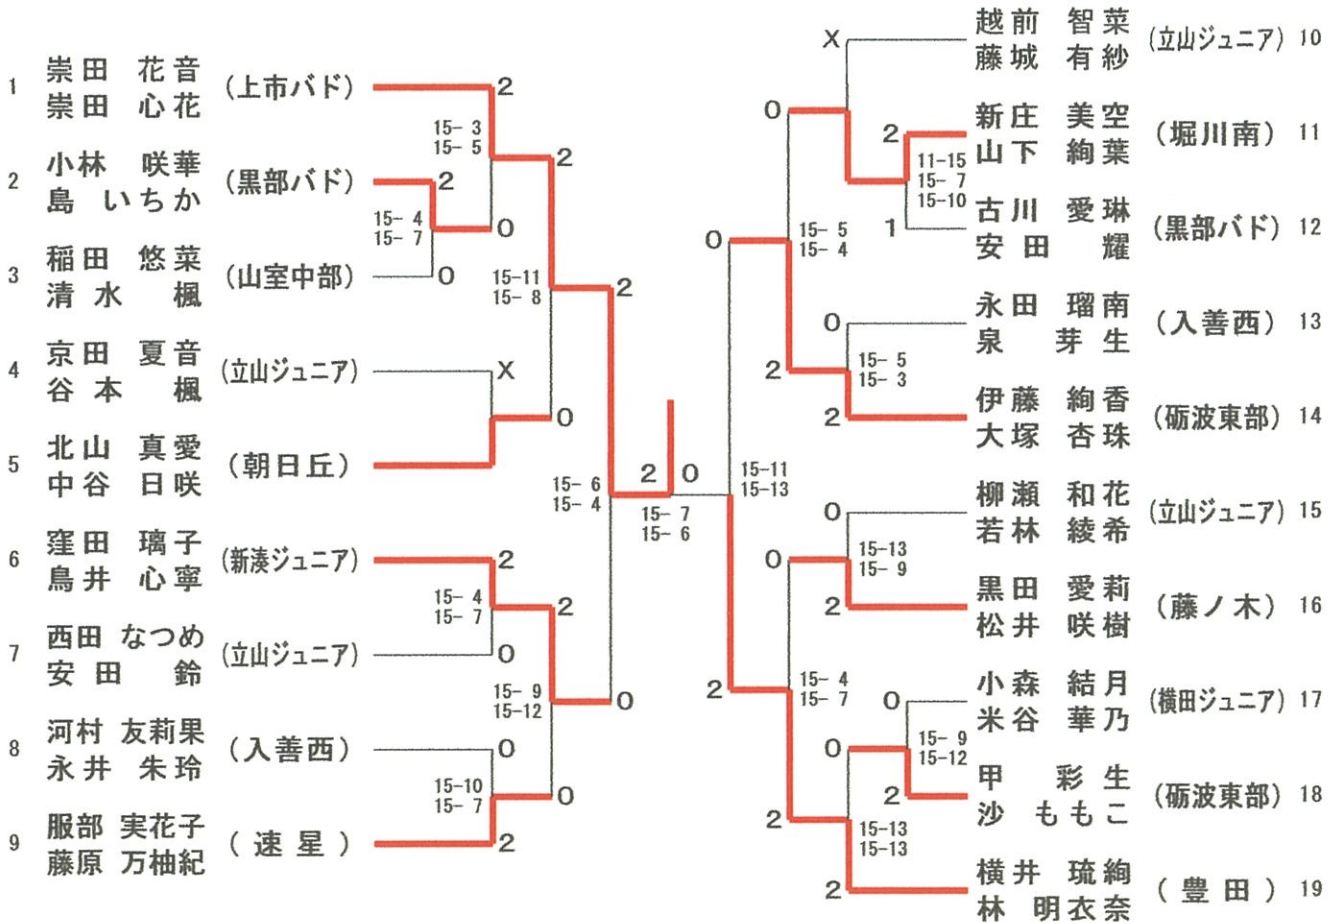 1 崇田 花音 (上市バド)
崇田 心花
2
15- 3
15- 5
2
2 小林 咲華 (黒部バド)
島 いちか
2
15- 4
15- 7
0
3 稲田 悠菜 (山室中部)
清水 楓
0
15-11
15- 8
2
4 京田 夏音 (立山ジュニア)
谷本 楓
X
0
5 北山 真愛 (朝日丘)
中谷 日咲
15- 6
15- 4
6 窪田 璃子 (新湊ジュニア)
鳥井 心寧
2
15- 4
15- 7
2
7 西田 なつめ (立山ジュニア)
安田 鈴
0
15- 9
15-12
0
8 河村 友莉果 (入善西)
永井 朱玲
0
15-10
15- 7
0
9 服部 実花子 (速星)
藤原 万柚紀
2
2 0
15- 7
15- 6
X
越前 智菜 (立山ジュニア) 10
藤城 有紗
0
2
新庄 美空 (堀川南) 11
山下 絢葉
11-15
15- 7
15-10
1
古川 愛琳 (黒部バド) 12
安田 耀
0
15- 5
15- 4
0
永田 瑠南 (入善西) 13
泉 芽生
2
15- 5
15- 3
2
伊藤 絢香 (砺波東部) 14
大塚 杏珠
15-11
15-13
0
柳瀬 和花 (立山ジュニア) 15
若林 綾希
0
15-13
15- 9
2
黒田 愛莉 (藤ノ木) 16
松井 咲樹
2
15- 4
15- 7
0
小森 結月 (横田ジュニア) 17
米谷 華乃
0
15- 9
15-12
2
甲 彩生 (砺波東部) 18
沙 ももこ
2
15-13
15-13
2
横井 琉絢 (豊田) 19
林 明衣奈